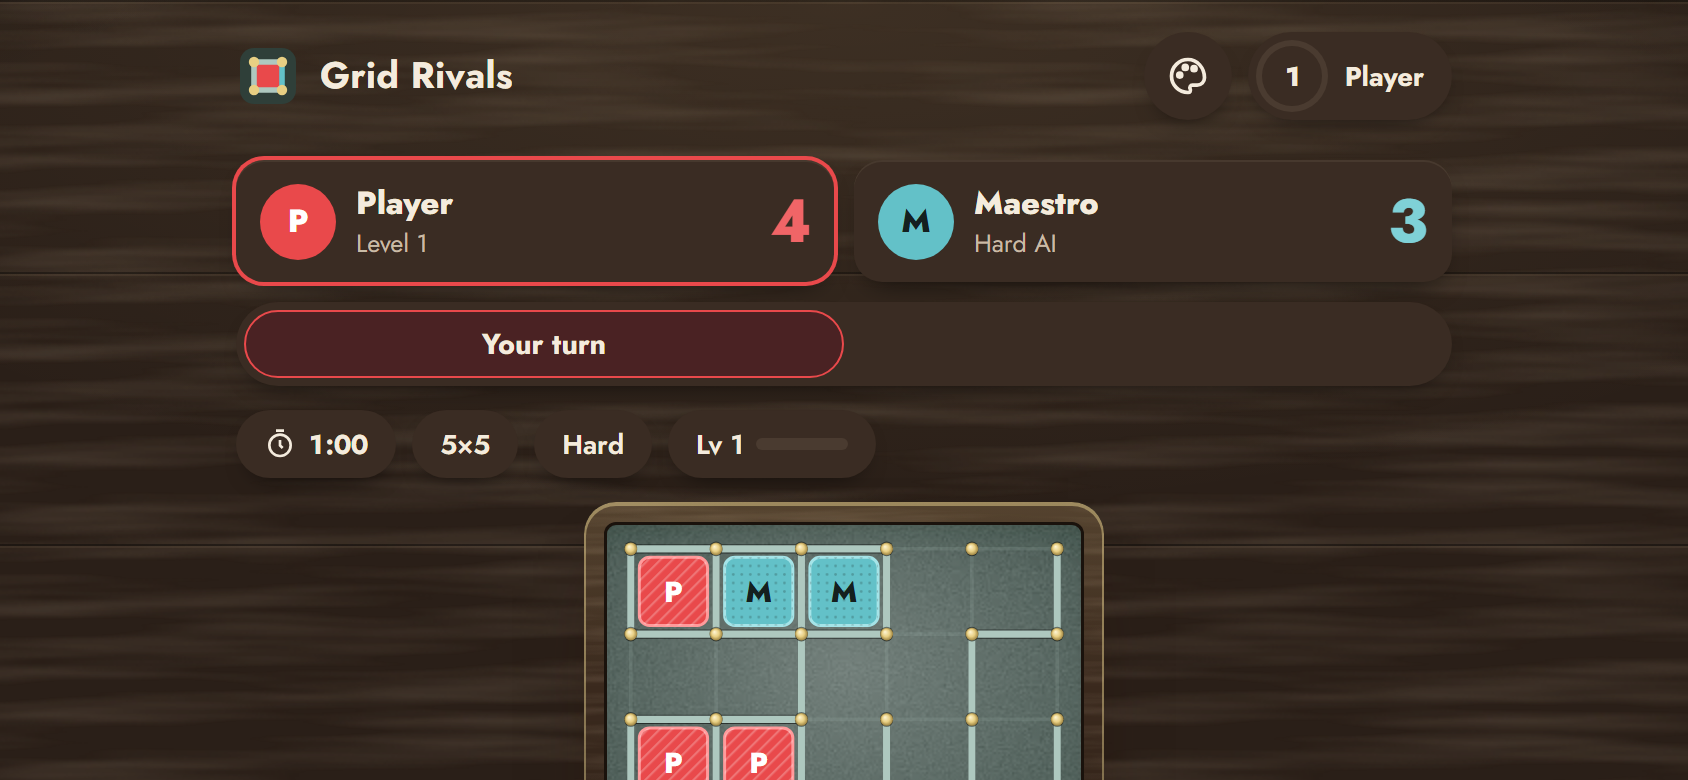 Grid Rivals
1 Player
P Player 4
Level 1
M Maestro 3
Hard AI
Your turn
1:00 5×5 Hard Lv 1
P M M
P P